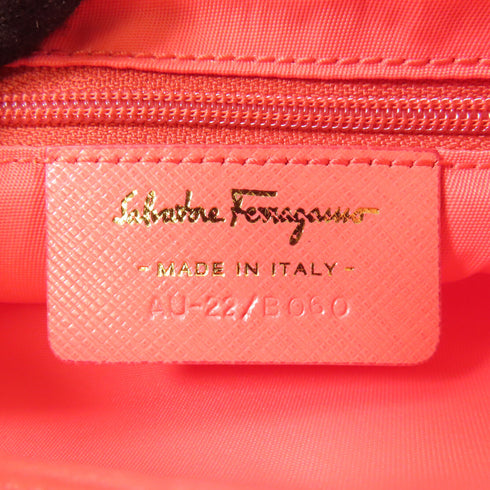 Salvatore Ferragamo
- MADE IN ITALY -
AU-22/B060